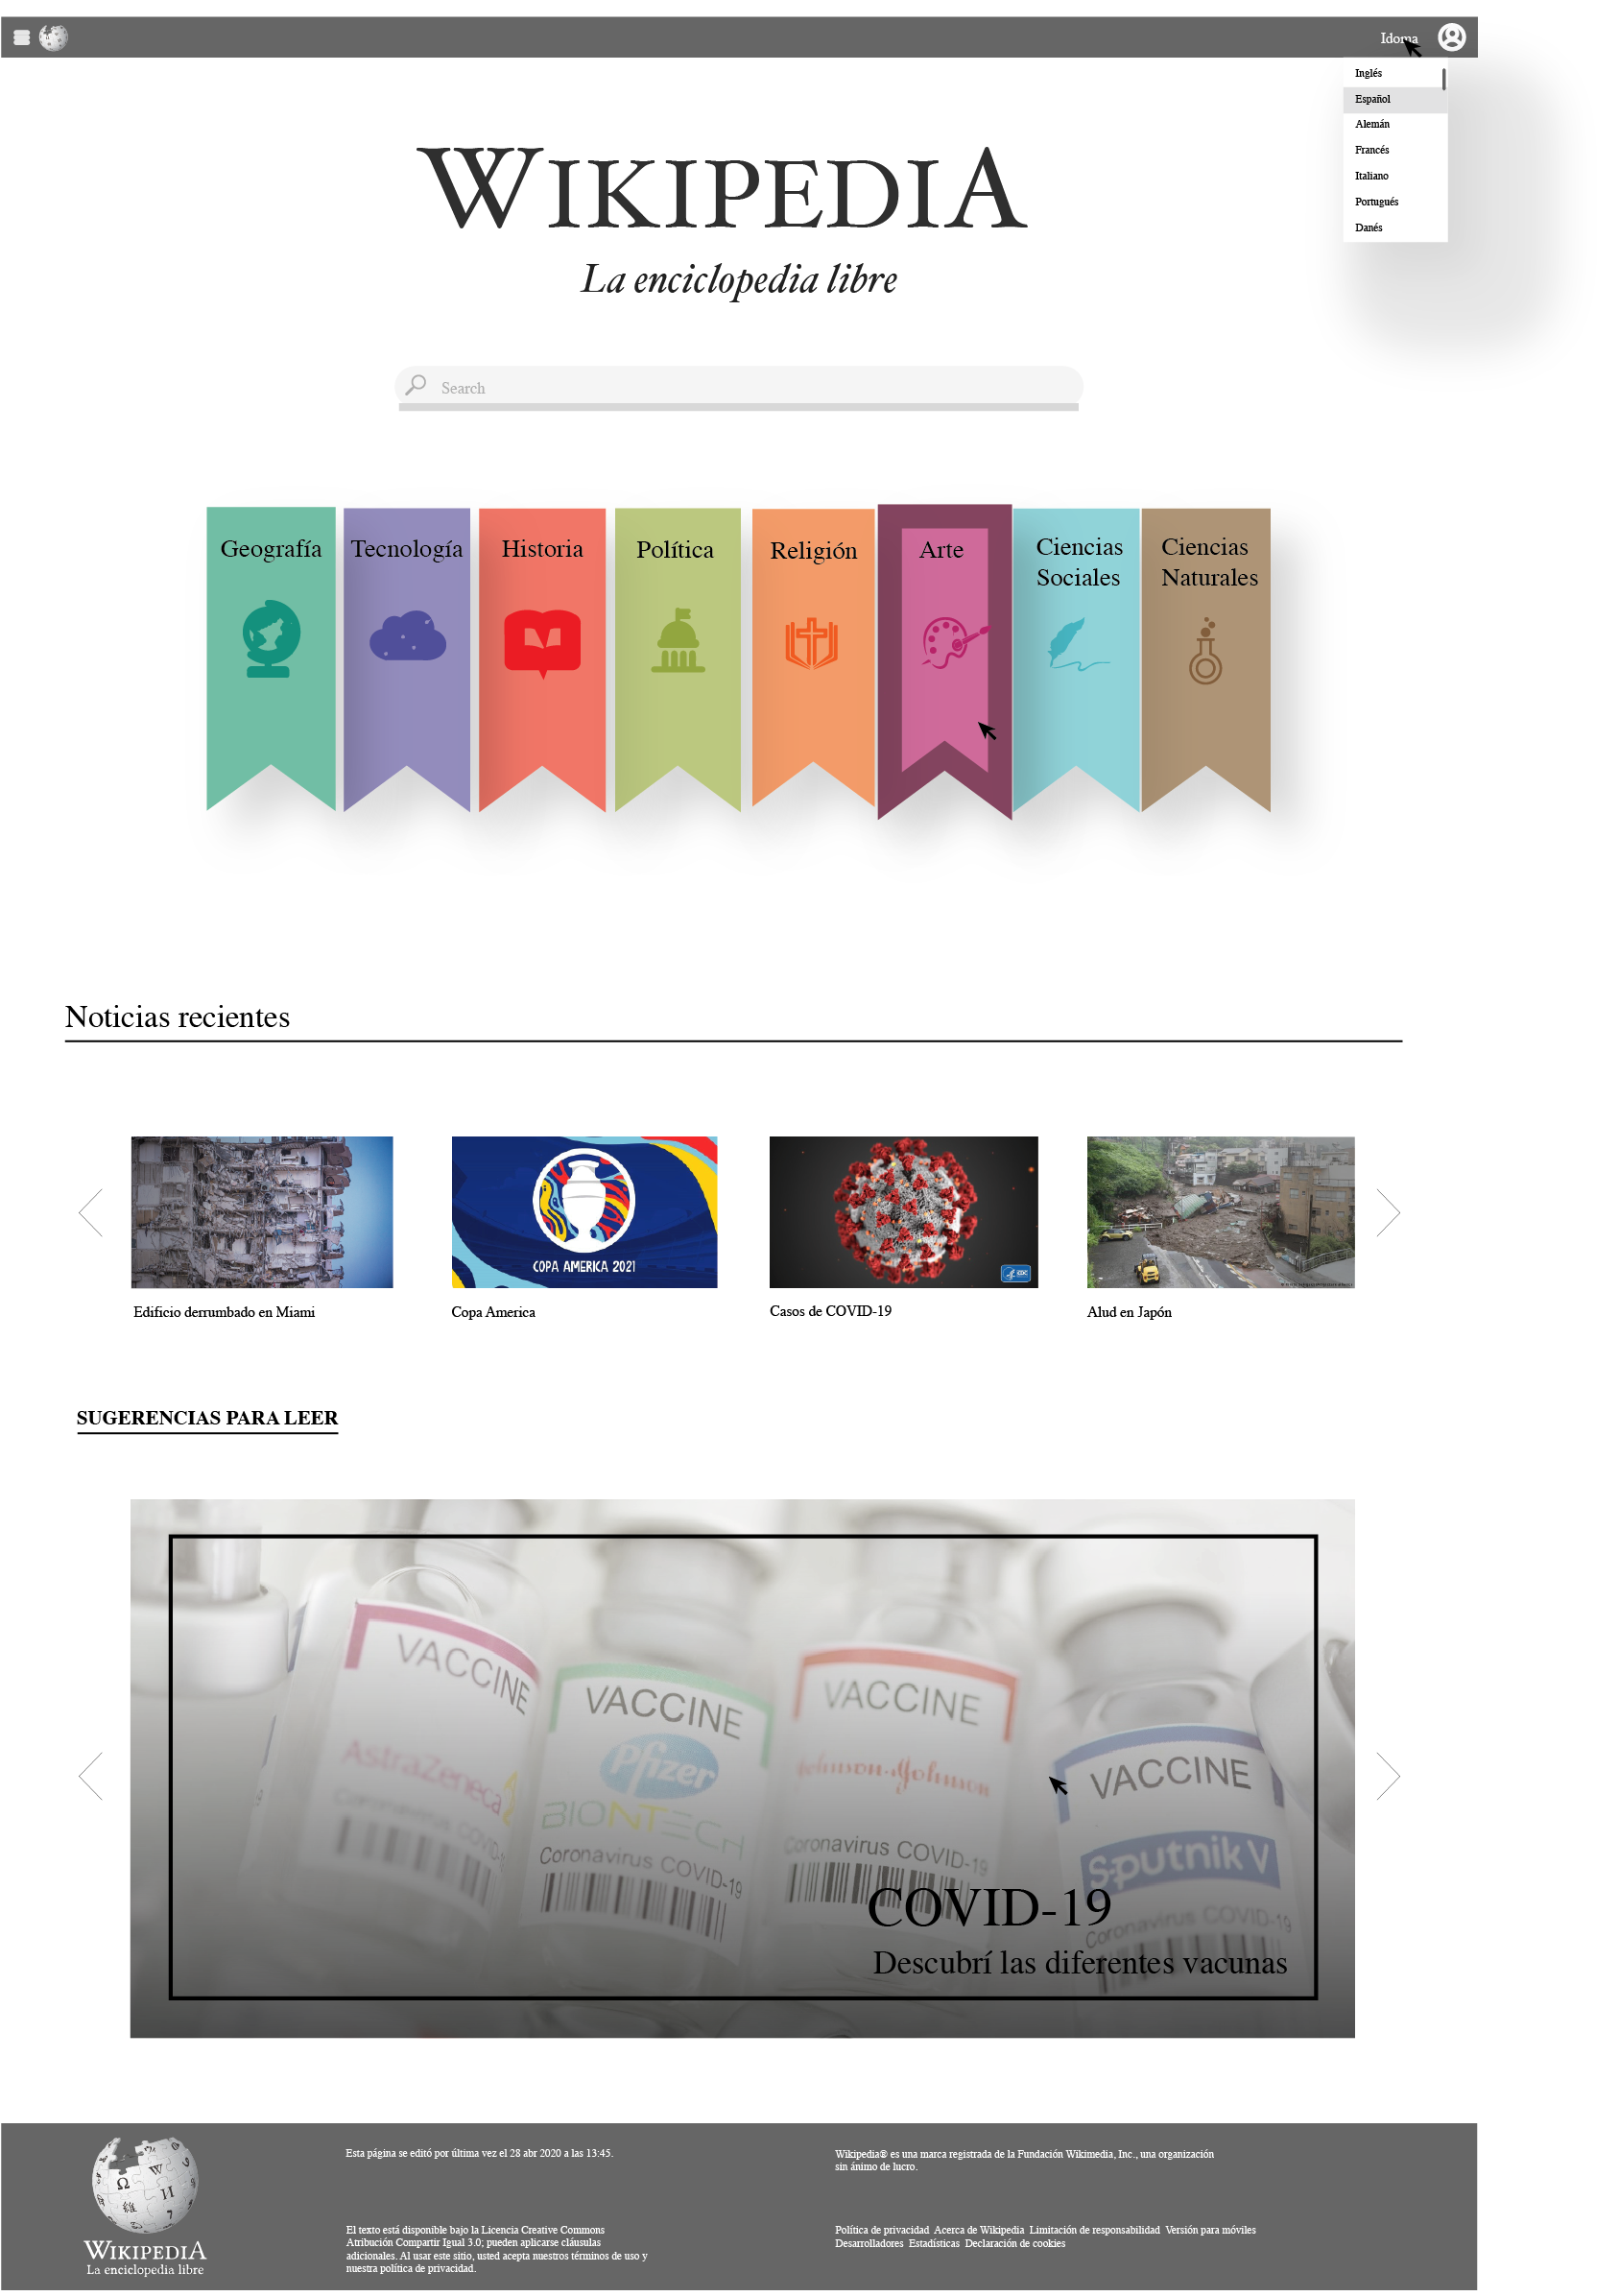 Idoma
Inglés
Español
Alemán
Francés
Italiano
Portugués
Danés
WIKIPEDIA
La enciclopedia libre
Search
Geografía
Tecnología
Historia
Política
Religión
Arte
Ciencias
Sociales
Ciencias
Naturales
Noticias recientes
COPA AMERICA 2021
CDC
Edificio derrumbado en Miami
Copa America
Casos de COVID-19
Alud en Japón
SUGERENCIAS PARA LEER
VACCINE
AstraZeneca
Coronavirus COVID-19
VACCINE
Pfizer
BIONTECH
Coronavirus COVID-19
VACCINE
Johnson & Johnson
Coronavirus COVID-19
VACCINE
Sputnik V
Coronavirus COVID-19
COVID-19
Descubrí las diferentes vacunas
WIKIPEDIA
La enciclopedia libre
Esta página se editó por última vez el 28 abr 2020 a las 13:45.
El texto está disponible bajo la Licencia Creative Commons
Atribución Compartir Igual 3.0; pueden aplicarse cláusulas
adicionales. Al usar este sitio, usted acepta nuestros términos de uso y
nuestra política de privacidad.
Wikipedia® es una marca registrada de la Fundación Wikimedia, Inc., una organización
sin ánimo de lucro.
Política de privacidad Acerca de Wikipedia Limitación de responsabilidad Versión para móviles
Desarrolladores Estadísticas Declaración de cookies